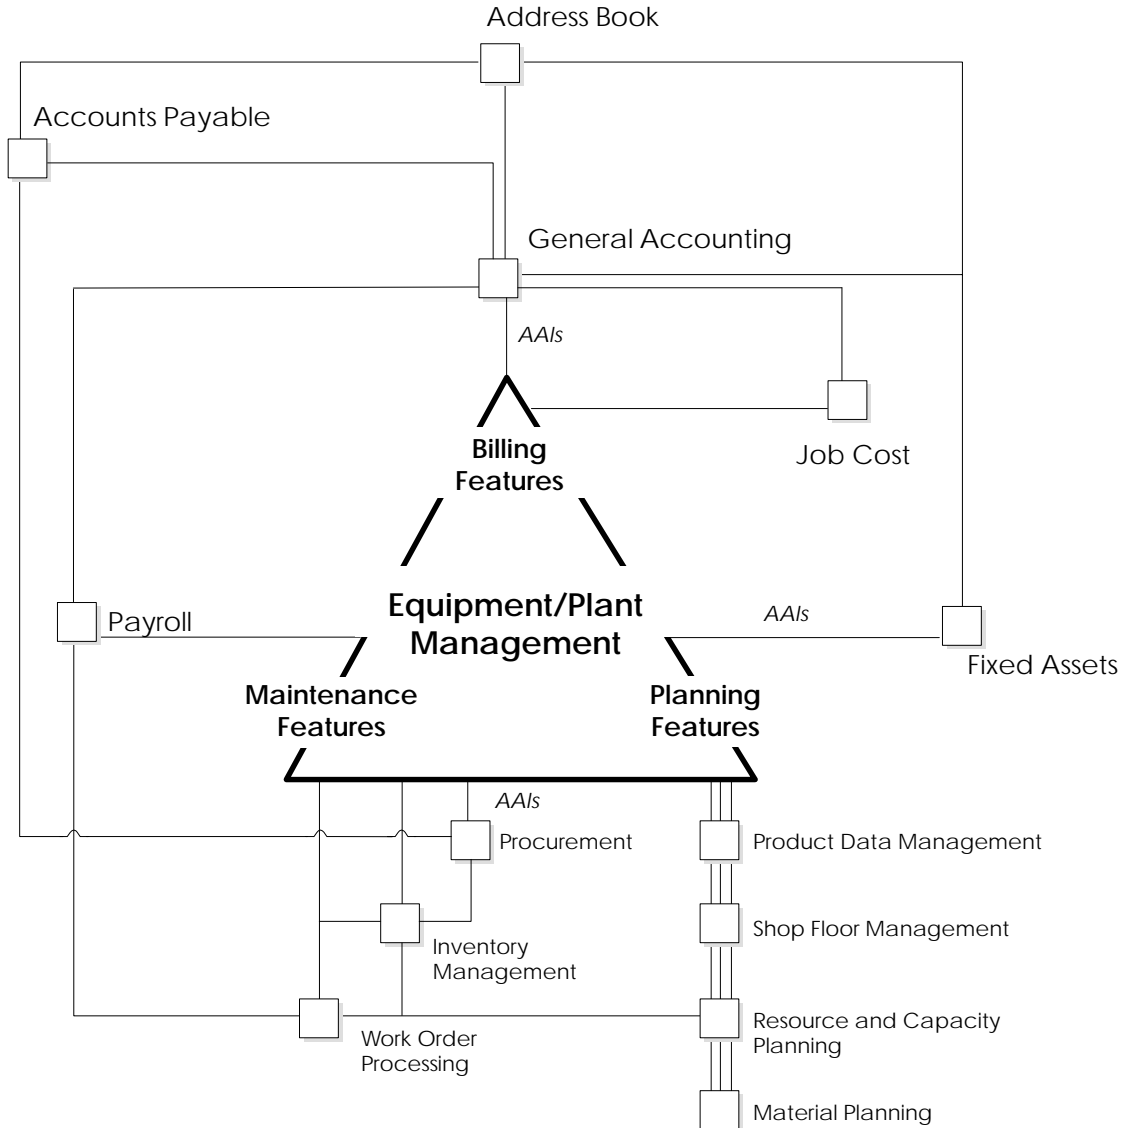 Address Book
Accounts Payable
General Accounting
AAIs
Billing
Features
Job Cost
Equipment/Plant
Management
AAIs
Payroll
Fixed Assets
Maintenance
Features
Planning
Features
AAIs
Procurement
Product Data Management
Shop Floor Management
Inventory
Management
Resource and Capacity
Planning
Work Order
Processing
Material Planning